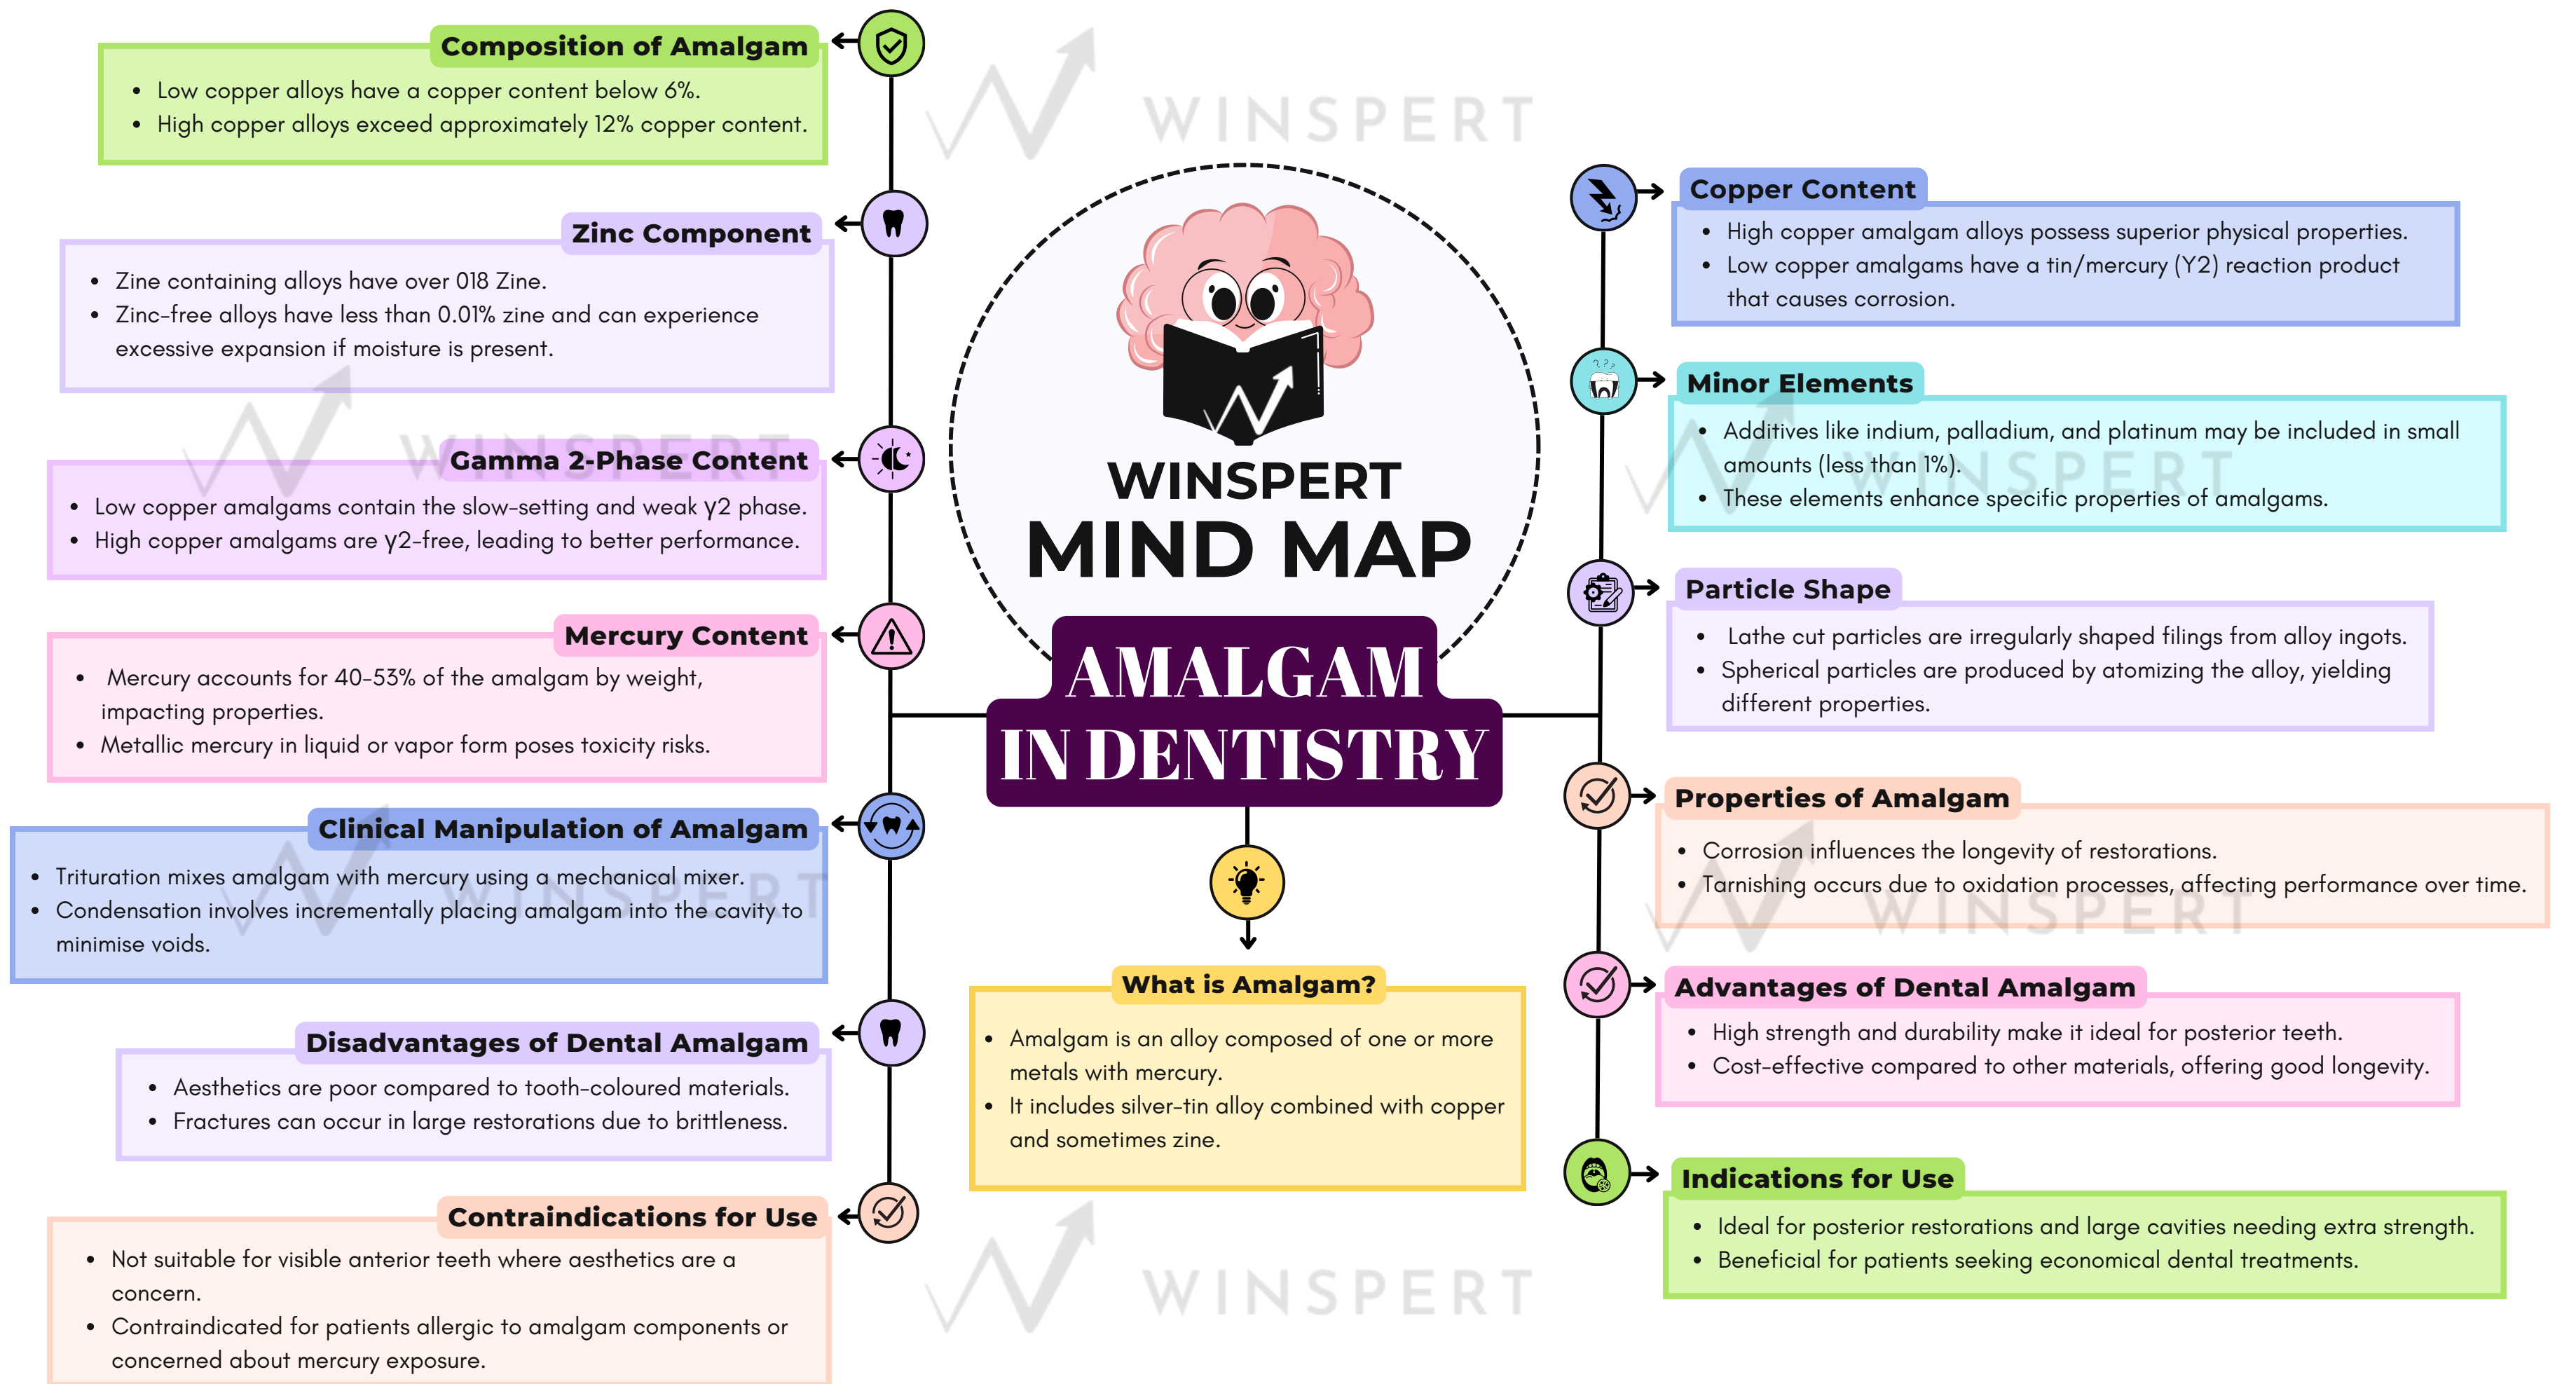 Composition of Amalgam
• Low copper alloys have a copper content below 6%.
• High copper alloys exceed approximately 12% copper content.
Zinc Component
• Zine containing alloys have over 018 Zine.
• Zinc-free alloys have less than 0.01% zine and can experience
excessive expansion if moisture is present.
Gamma 2-Phase Content
• Low copper amalgams contain the slow-setting and weak γ2 phase.
• High copper amalgams are γ2-free, leading to better performance.
Mercury Content
• Mercury accounts for 40-53% of the amalgam by weight,
impacting properties.
• Metallic mercury in liquid or vapor form poses toxicity risks.
Clinical Manipulation of Amalgam
• Trituration mixes amalgam with mercury using a mechanical mixer.
• Condensation involves incrementally placing amalgam into the cavity to
minimise voids.
Disadvantages of Dental Amalgam
• Aesthetics are poor compared to tooth-coloured materials.
• Fractures can occur in large restorations due to brittleness.
Contraindications for Use
• Not suitable for visible anterior teeth where aesthetics are a
concern.
• Contraindicated for patients allergic to amalgam components or
concerned about mercury exposure.
WINSPERT
WINSPERT
MIND MAP
AMALGAM
IN DENTISTRY
What is Amalgam?
• Amalgam is an alloy composed of one or more
metals with mercury.
• It includes silver-tin alloy combined with copper
and sometimes zine.
WINSPERT
Copper Content
• High copper amalgam alloys possess superior physical properties.
• Low copper amalgams have a tin/mercury (Y2) reaction product
that causes corrosion.
Minor Elements
• Additives like indium, palladium, and platinum may be included in small
amounts (less than 1%).
• These elements enhance specific properties of amalgams.
Particle Shape
• Lathe cut particles are irregularly shaped filings from alloy ingots.
• Spherical particles are produced by atomizing the alloy, yielding
different properties.
Properties of Amalgam
• Corrosion influences the longevity of restorations.
• Tarnishing occurs due to oxidation processes, affecting performance over time.
Advantages of Dental Amalgam
• High strength and durability make it ideal for posterior teeth.
• Cost-effective compared to other materials, offering good longevity.
Indications for Use
• Ideal for posterior restorations and large cavities needing extra strength.
• Beneficial for patients seeking economical dental treatments.
WINSPERT
WINSPERT
WINSPERT
WINSPERT